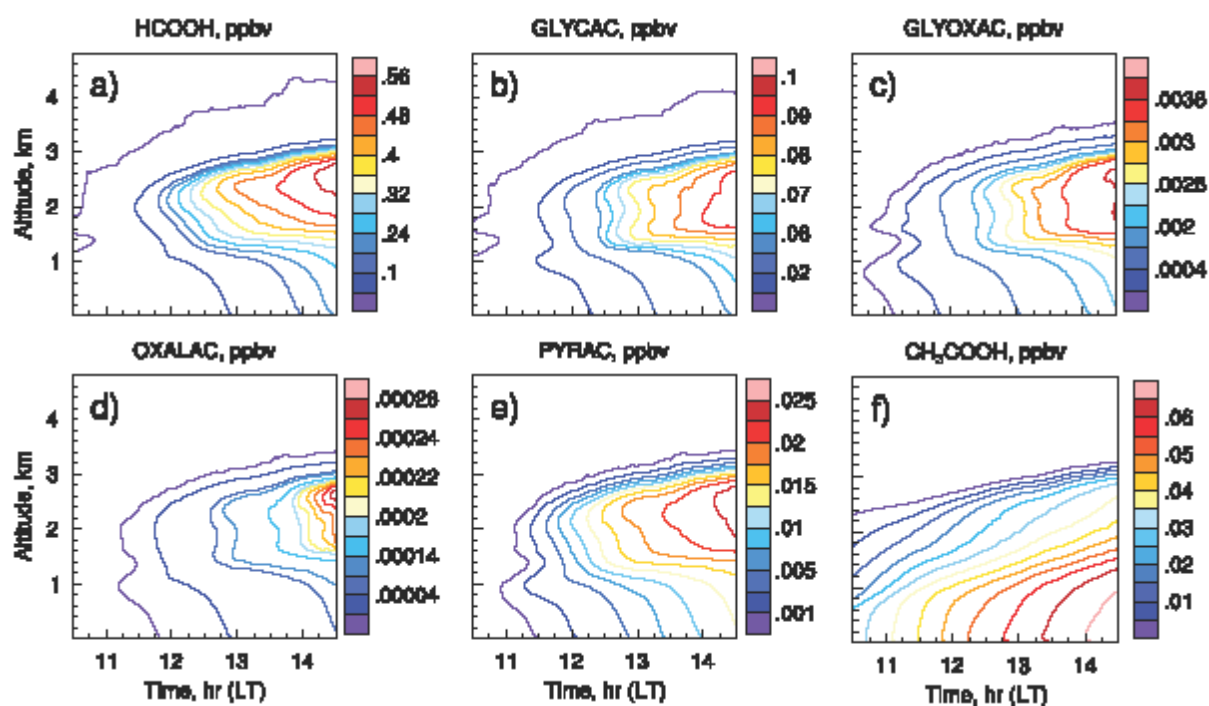 HCOOH, ppbv
GLYCAC, ppbv
GLYOXAC, ppbv
a)
b)
c)
Altitude, km
4
3
2
1
.56
.48
.4
.32
.24
.1
.1
.09
.08
.07
.06
.02
.0036
.003
.0026
.002
.0004
OXALAC, ppbv
PYRAC, ppbv
CH3COOH, ppbv
d)
e)
f)
Altitude, km
4
3
2
1
.00026
.00024
.00022
.0002
.00014
.00004
.025
.02
.015
.01
.005
.001
.06
.05
.04
.03
.02
.01
11 12 13 14
11 12 13 14
11 12 13 14
Time, hr (LT)
Time, hr (LT)
Time, hr (LT)